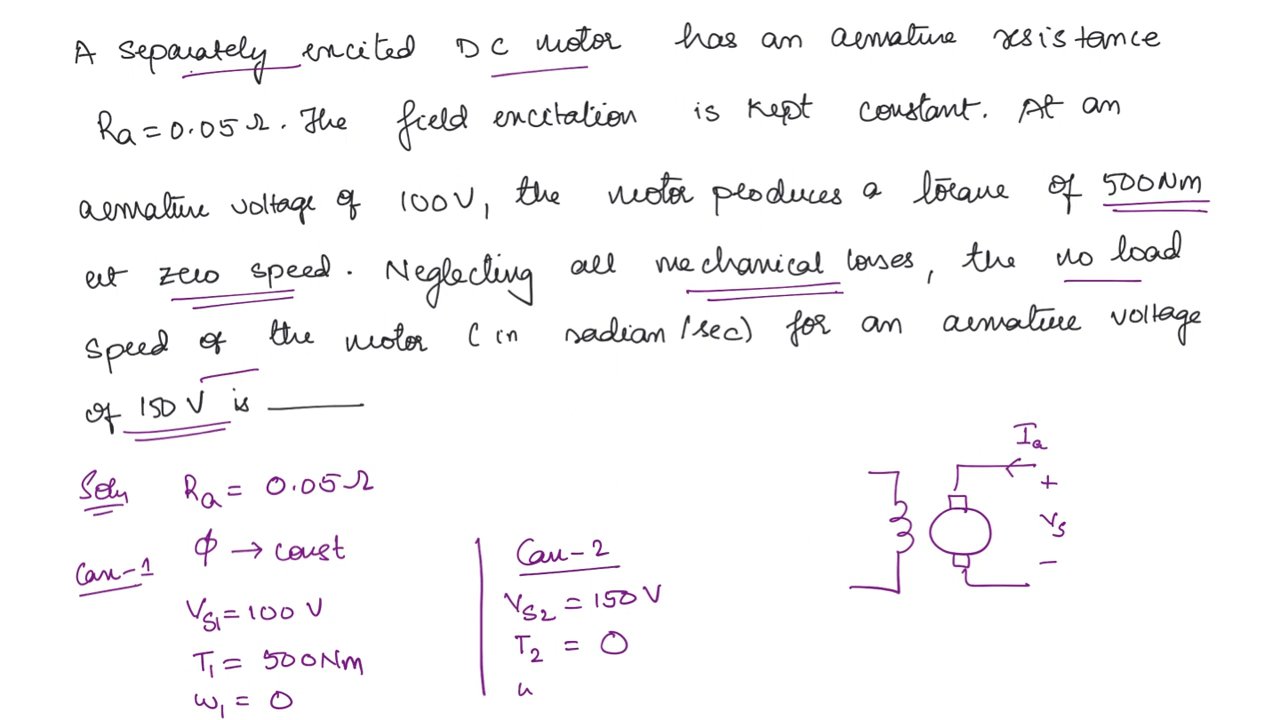 A separately excited DC motor has an armature resistance
Ra = 0.05 Ω. The field excitation is kept constant. At an
armature voltage of 100V, the motor produces a torque of 500Nm
at zero speed. Neglecting all mechanical losses, the no load
speed of the motor (in radian/sec) for an armature voltage
of 150 V is ______
Soln Ra = 0.05 Ω
Case-1 ϕ → const
VS1 = 100 V
T1 = 500Nm
ω1 = 0
Case-2
VS2 = 150 V
T2 = 0
Ia
+
VS
−